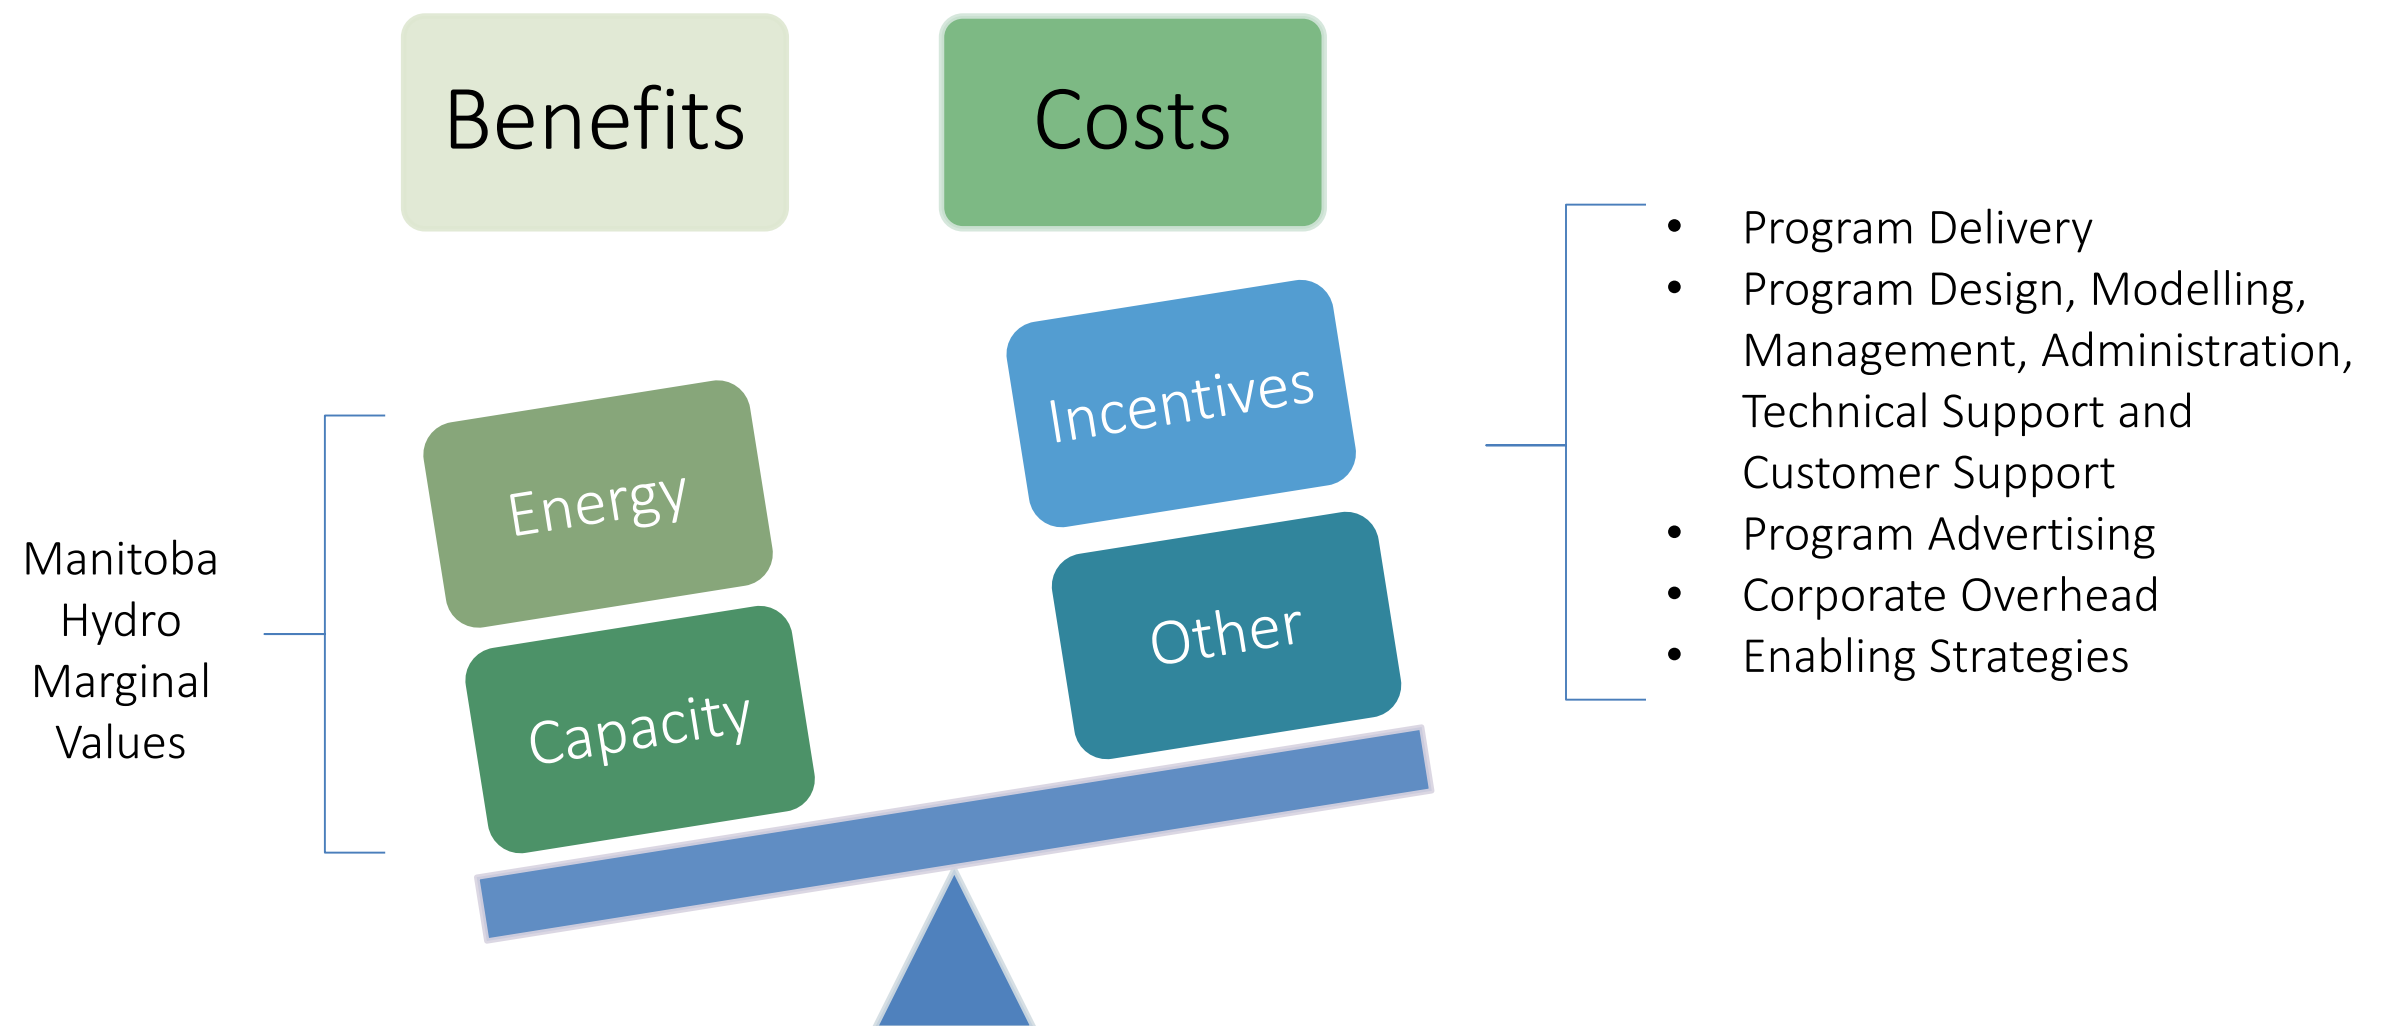 Benefits
Costs
Manitoba
Hydro
Marginal
Values
Energy
Capacity
Incentives
Other
• Program Delivery
• Program Design, Modelling,
Management, Administration,
Technical Support and
Customer Support
• Program Advertising
• Corporate Overhead
• Enabling Strategies